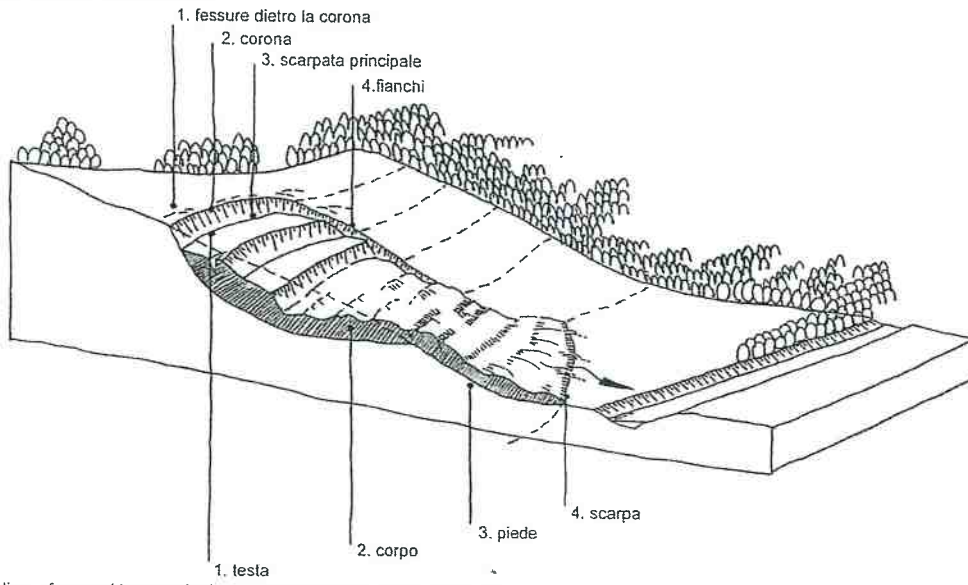 1. fessure dietro la corona
2. corona
3. scarpata principale
4.fianchi
4. scarpa
3. piede
2. corpo
1. testa